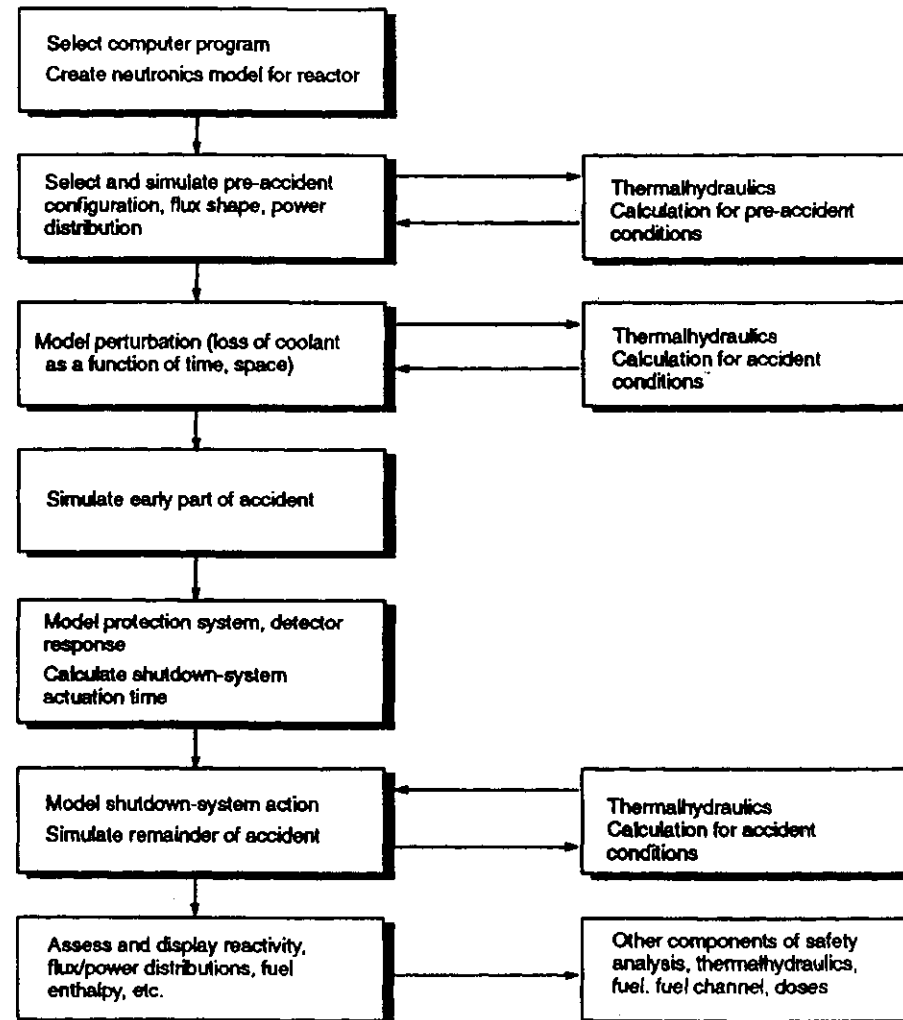 Select computer program
Create neutronics model for reactor
Select and simulate pre-accident
configuration, flux shape, power
distribution
Thermalhydraulics
Calculation for pre-accident
conditions
Model perturbation (loss of coolant
as a function of time, space)
Thermalhydraulics
Calculation for accident
conditions
Simulate early part of accident
Model protection system, detector
response
Calculate shutdown-system
actuation time
Model shutdown-system action
Simulate remainder of accident
Thermalhydraulics
Calculation for accident
conditions
Assess and display reactivity,
flux/power distributions, fuel
enthalpy, etc.
Other components of safety
analysis, thermalhydraulics,
fuel. fuel channel, doses